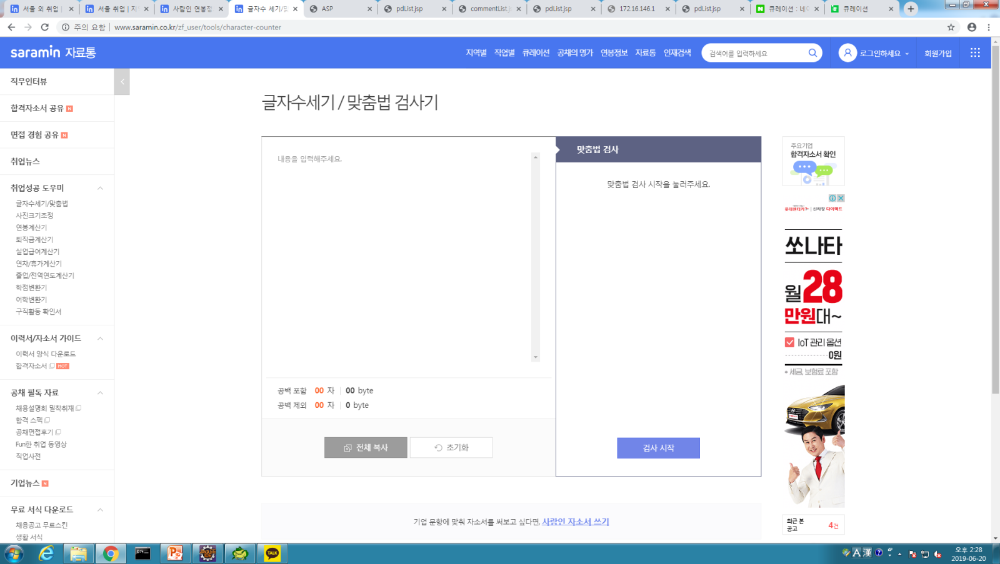 서울 외 취업 |
서울 취업 | 지
사람인 연봉정
글자수 세기/맞
ASP
pdList.jsp
commentList.js
pdList.jsp
172.16.146.1
pdList.jsp
큐레이션 : 네이
큐레이션
주의 요함 | www.saramin.co.kr/zf_user/tools/character-counter
saramin 자료통
지역별 직업별 큐레이션 공채의 명가 연봉정보 자료통 인재검색
검색어를 입력하세요
로그인하세요
회원가입
직무인터뷰
합격자소서 공유 N
면접 경험 공유 N
취업뉴스
취업성공 도우미
글자수세기/맞춤법
사진크기조정
연봉계산기
퇴직금계산기
실업급여계산기
연차/휴가계산기
졸업/전역연도계산기
학점변환기
어학변환기
구직활동 확인서
이력서/자소서 가이드
이력서 양식 다운로드
합격자소서 HOT
공채 필독 자료
채용설명회 밀착취재
합격 스펙
공채면접후기
Fun한 취업 동영상
직업사전
기업뉴스 N
무료 서식 다운로드
채용공고 무료스킨
생활 서식
글자수세기 / 맞춤법 검사기
내용을 입력해주세요.
공백 포함 00 자 | 00 byte
공백 제외 00 자 | 0 byte
전체 복사
초기화
맞춤법 검사
맞춤법 검사 시작을 눌러주세요.
검사 시작
기업 문항에 맞춰 자소서를 써보고 싶다면, 사람인 자소서 쓰기
주요기업
합격자소서 확인
롯데렌터카 | 신차장 다이렉트
쏘나타
월28
만원대~
IoT 관리 옵션
0원
* 세금, 보험료 포함
최근 본
공고
4건
C:\_
TALK
A 漢
오후 2:28
2019-06-20